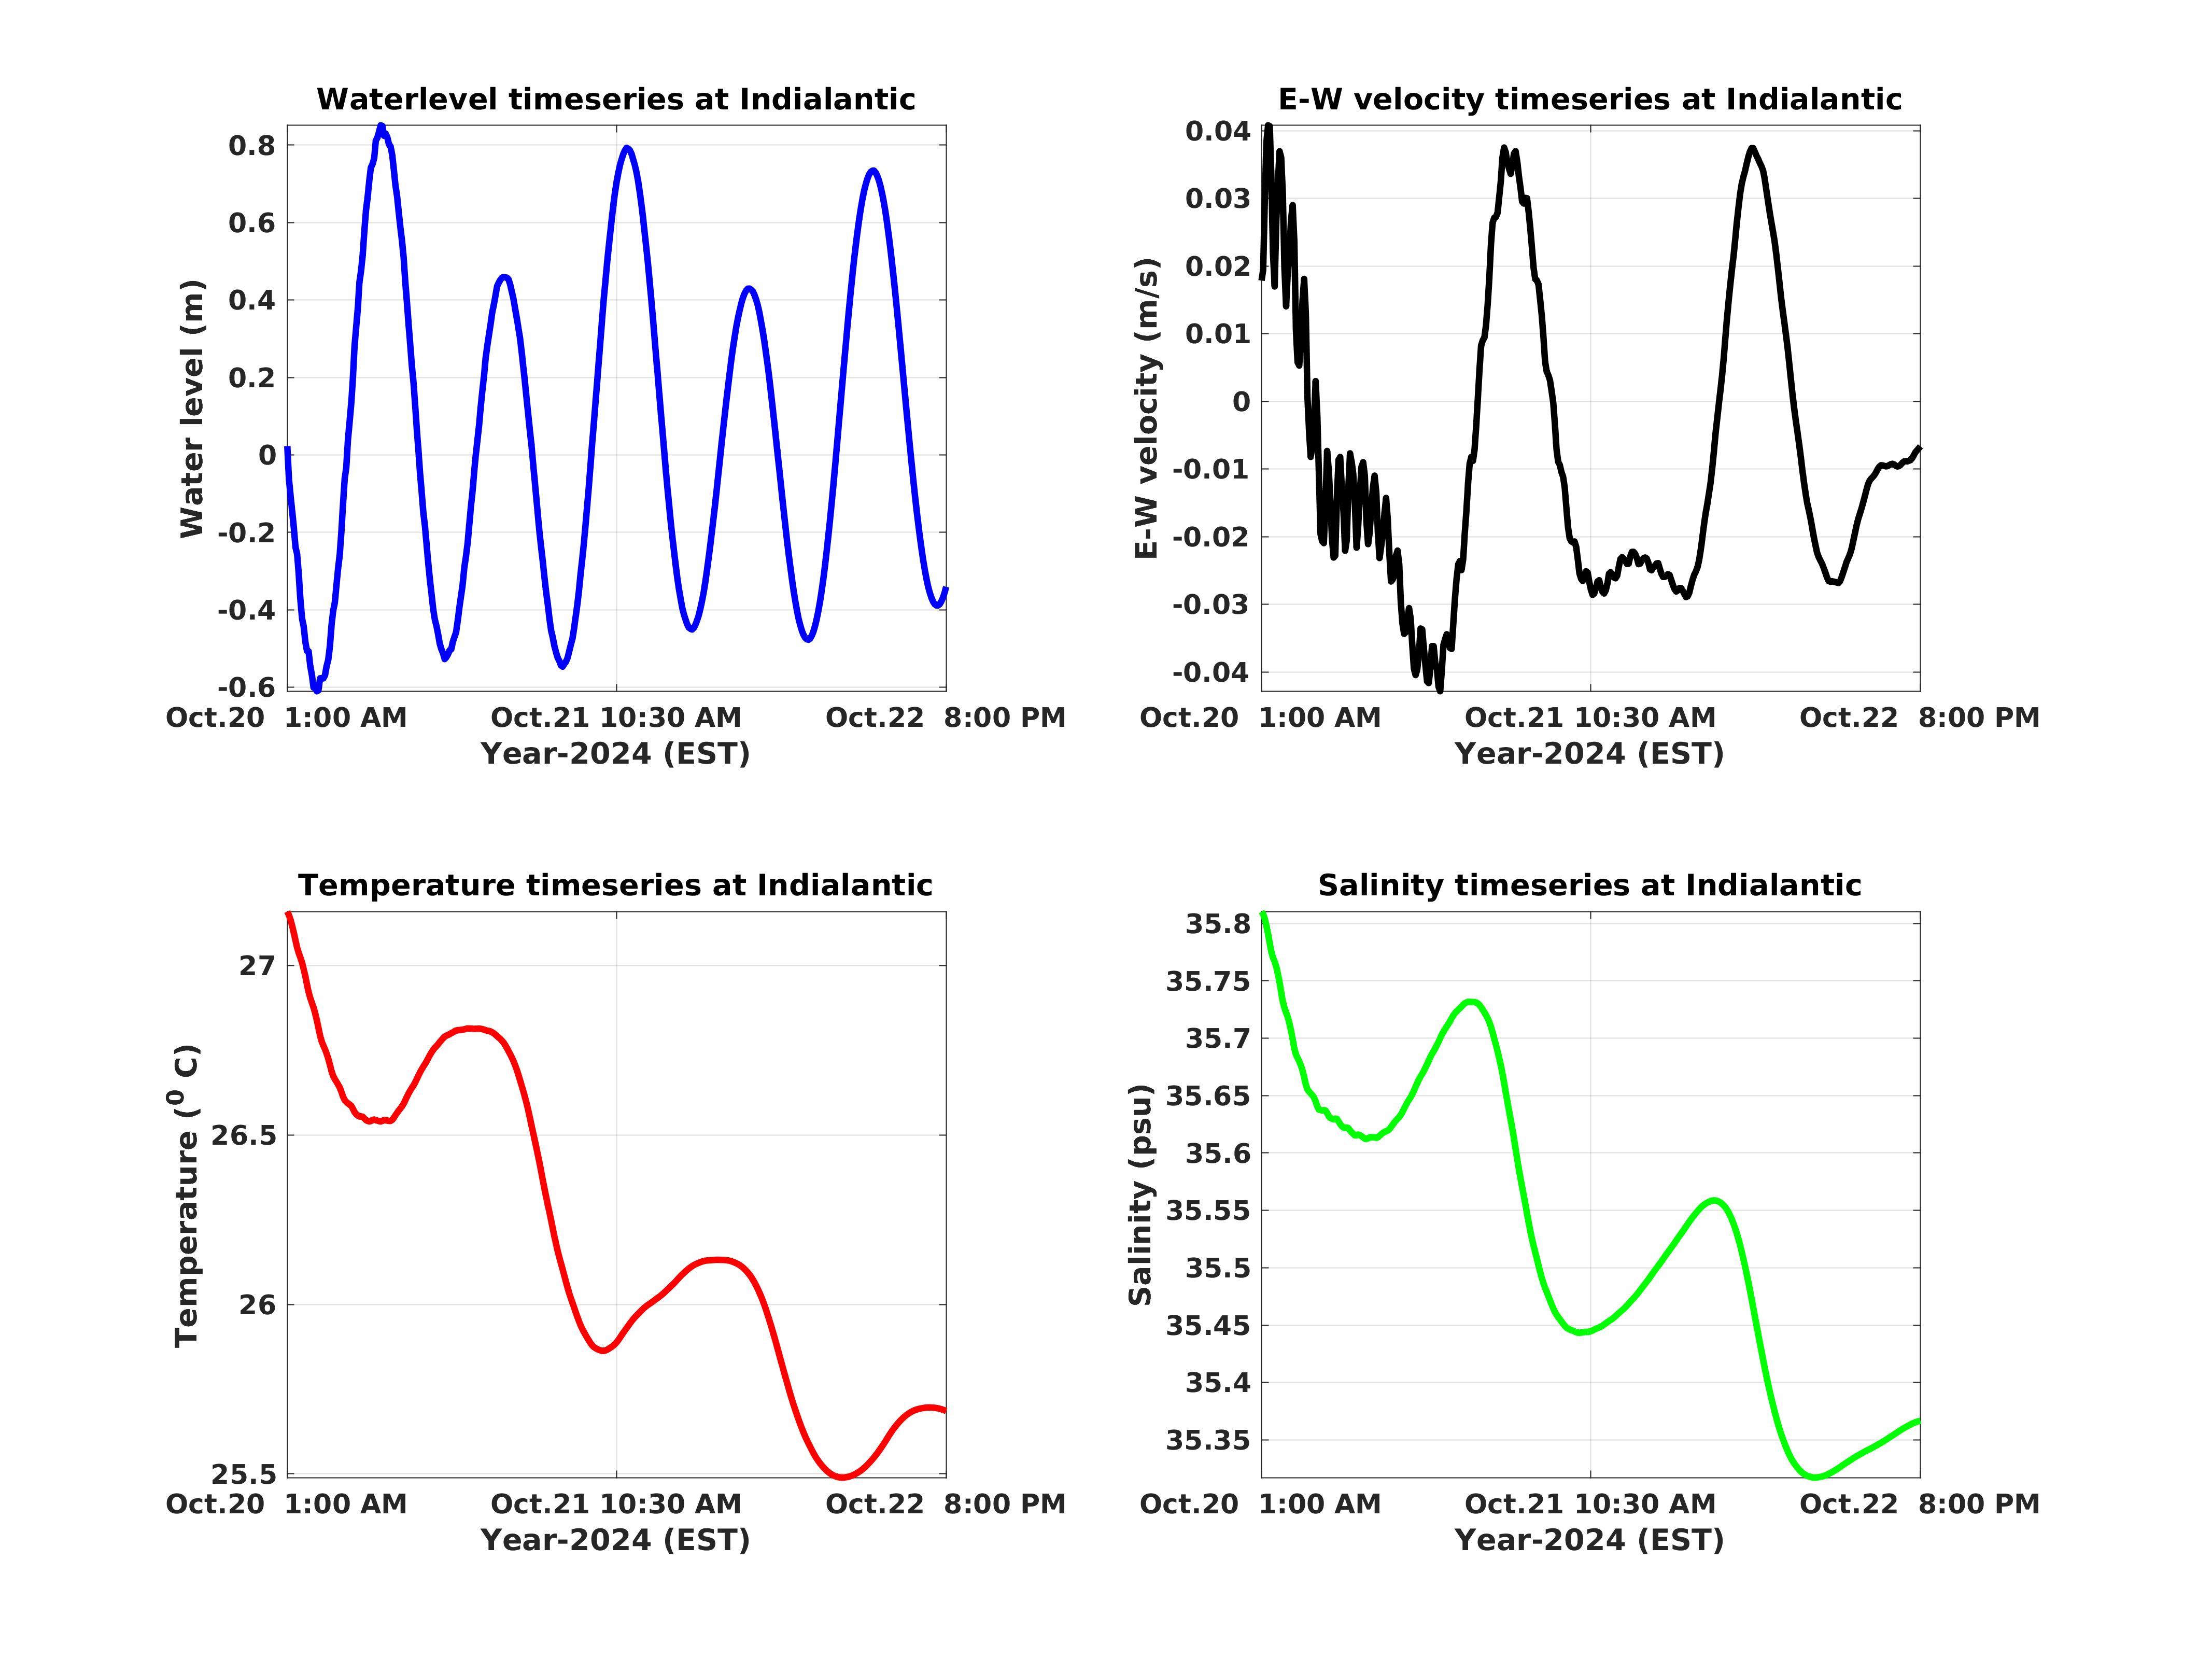 Waterlevel timeseries at Indialantic
0.8
0.6
0.4
0.2
0
-0.2
-0.4
-0.6
Water level (m)
Oct.20 1:00 AM
Oct.21 10:30 AM
Oct.22 8:00 PM
Year-2024 (EST)
E-W velocity timeseries at Indialantic
0.04
0.03
0.02
0.01
0
-0.01
-0.02
-0.03
-0.04
E-W velocity (m/s)
Oct.20 1:00 AM
Oct.21 10:30 AM
Oct.22 8:00 PM
Year-2024 (EST)
Temperature timeseries at Indialantic
27
26.5
26
25.5
Temperature (⁰ C)
Oct.20 1:00 AM
Oct.21 10:30 AM
Oct.22 8:00 PM
Year-2024 (EST)
Salinity timeseries at Indialantic
35.8
35.75
35.7
35.65
35.6
35.55
35.5
35.45
35.4
35.35
Salinity (psu)
Oct.20 1:00 AM
Oct.21 10:30 AM
Oct.22 8:00 PM
Year-2024 (EST)